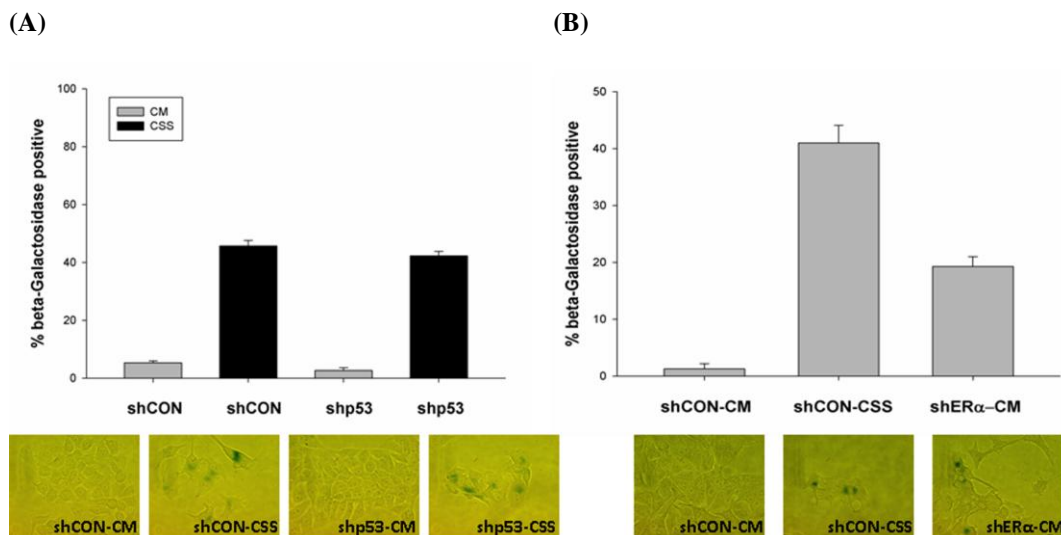 (A)
(B)
% beta-Galactosidase positive
100
80
60
40
20
0
CM
CSS
shCON
shCON
shp53
shp53
shCON-CM
shCON-CSS
shp53-CM
shp53-CSS
% beta-Galactosidase positive
50
40
30
20
10
0
shCON-CM
shCON-CSS
shERα–CM
shCON-CM
shCON-CSS
shERα-CM